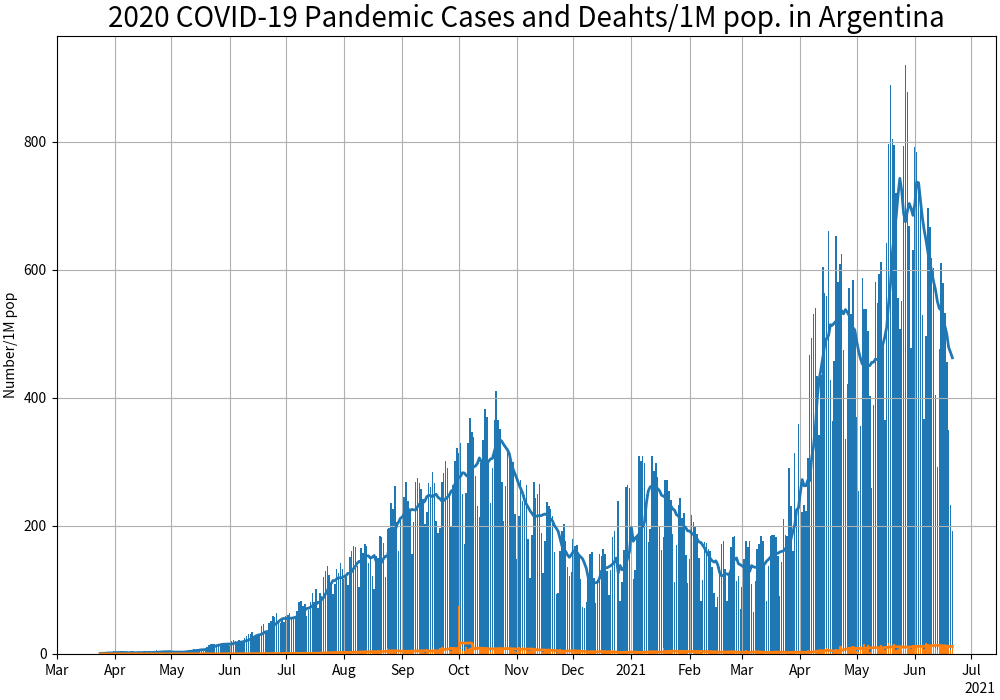 2020 COVID-19 Pandemic Cases and Deahts/1M pop. in Argentina
Number/1M pop
800
600
400
200
0
Mar Apr May Jun Jul Aug Sep Oct Nov Dec 2021 Feb Mar Apr May Jun Jul
2021